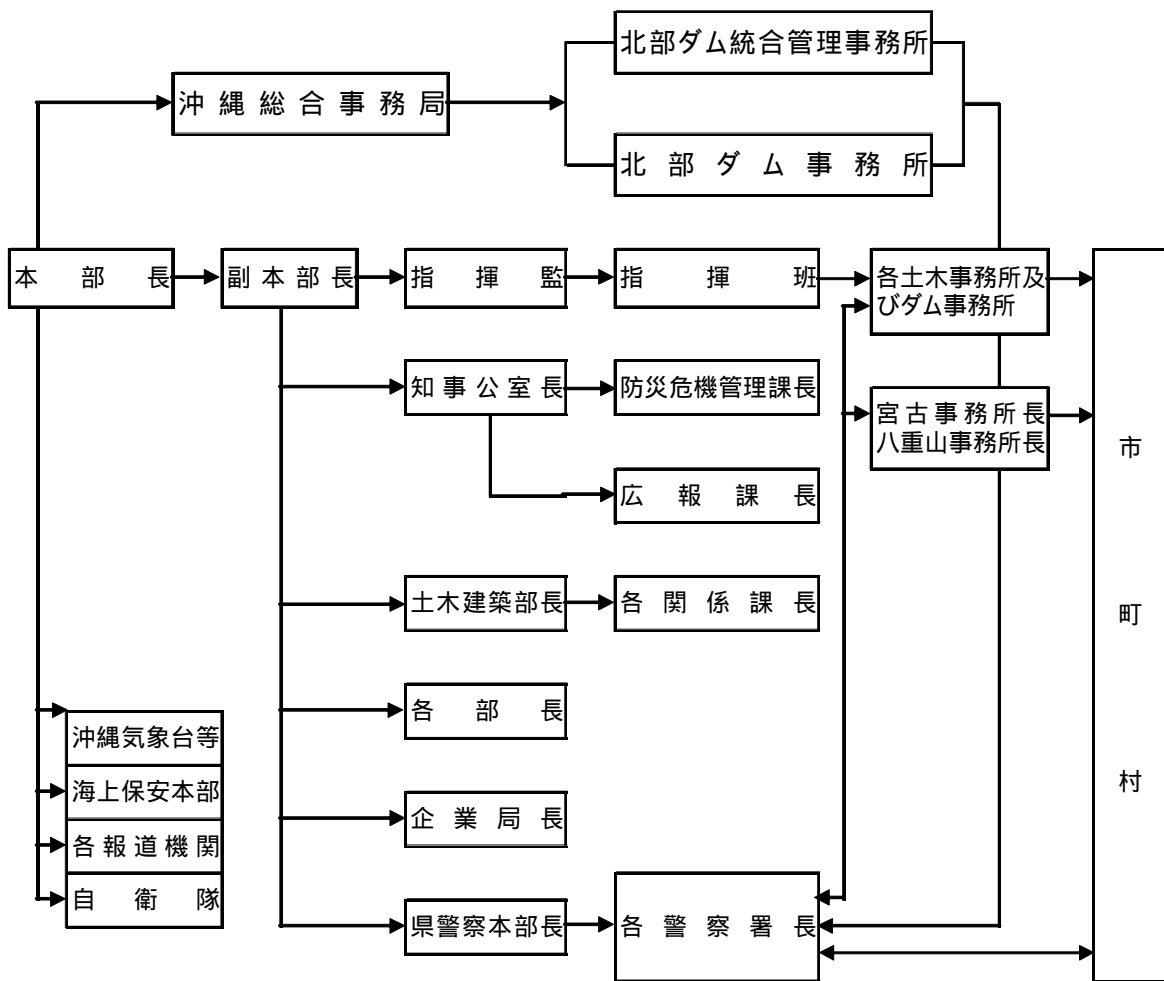 北部ダム統合管理事務所
沖縄総合事務局
北部ダム事務所
本部長
副本部長
指揮監
指揮班
各土木事務所及
びダム事務所
知事公室長
防災危機管理課長
宮古事務所長
八重山事務所長
広報課長
土木建築部長
各関係課長
各部長
沖縄気象台等
海上保安本部
各報道機関
自衛隊
企業局長
県警察本部長
各警察署長
市町村